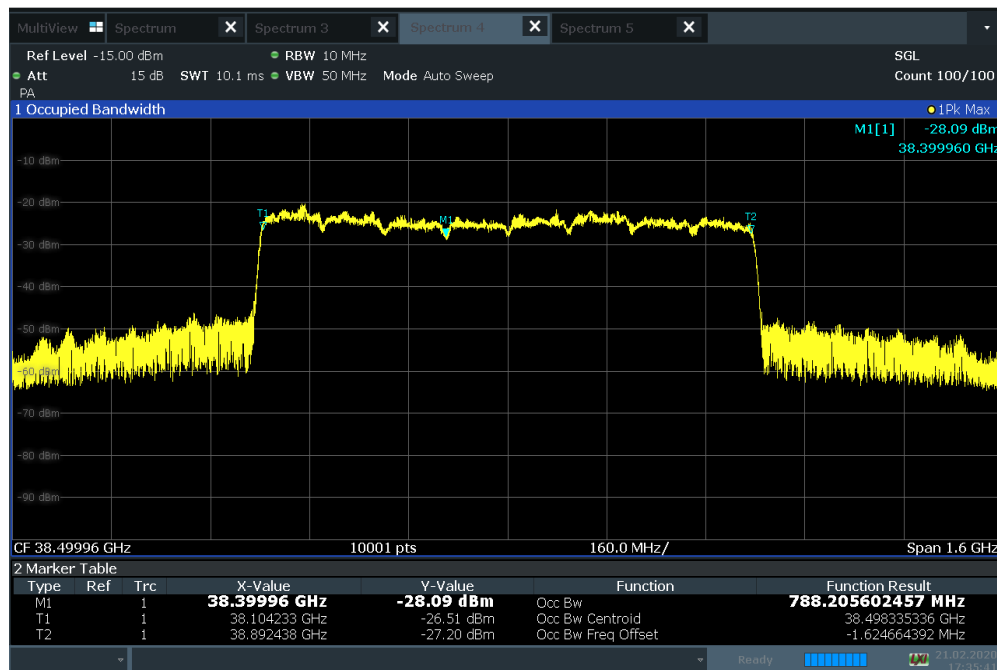 MultiView Spectrum X Spectrum 3 X Spectrum 4 X Spectrum 5 X
Ref Level -15.00 dBm RBW 10 MHz SGL
Att 15 dB SWT 10.1 ms VBW 50 MHz Mode Auto Sweep Count 100/100
PA
1 Occupied Bandwidth 1Pk Max
M1[1] -28.09 dBm
38.399960 GHz
-10 dBm
-20 dBm
T1 M1 T2
-30 dBm
-40 dBm
-50 dBm
-60 dBm
-70 dBm
-80 dBm
-90 dBm
CF 38.49996 GHz 10001 pts 160.0 MHz/ Span 1.6 GHz
2 Marker Table
Type Ref Trc X-Value Y-Value Function Function Result
M1 1 38.39996 GHz -28.09 dBm Occ Bw 788.205602457 MHz
T1 1 38.104233 GHz -26.51 dBm Occ Bw Centroid 38.498335336 GHz
T2 1 38.892438 GHz -27.20 dBm Occ Bw Freq Offset -1.624664392 MHz
Ready LXI 21.02.2020
17:35:41